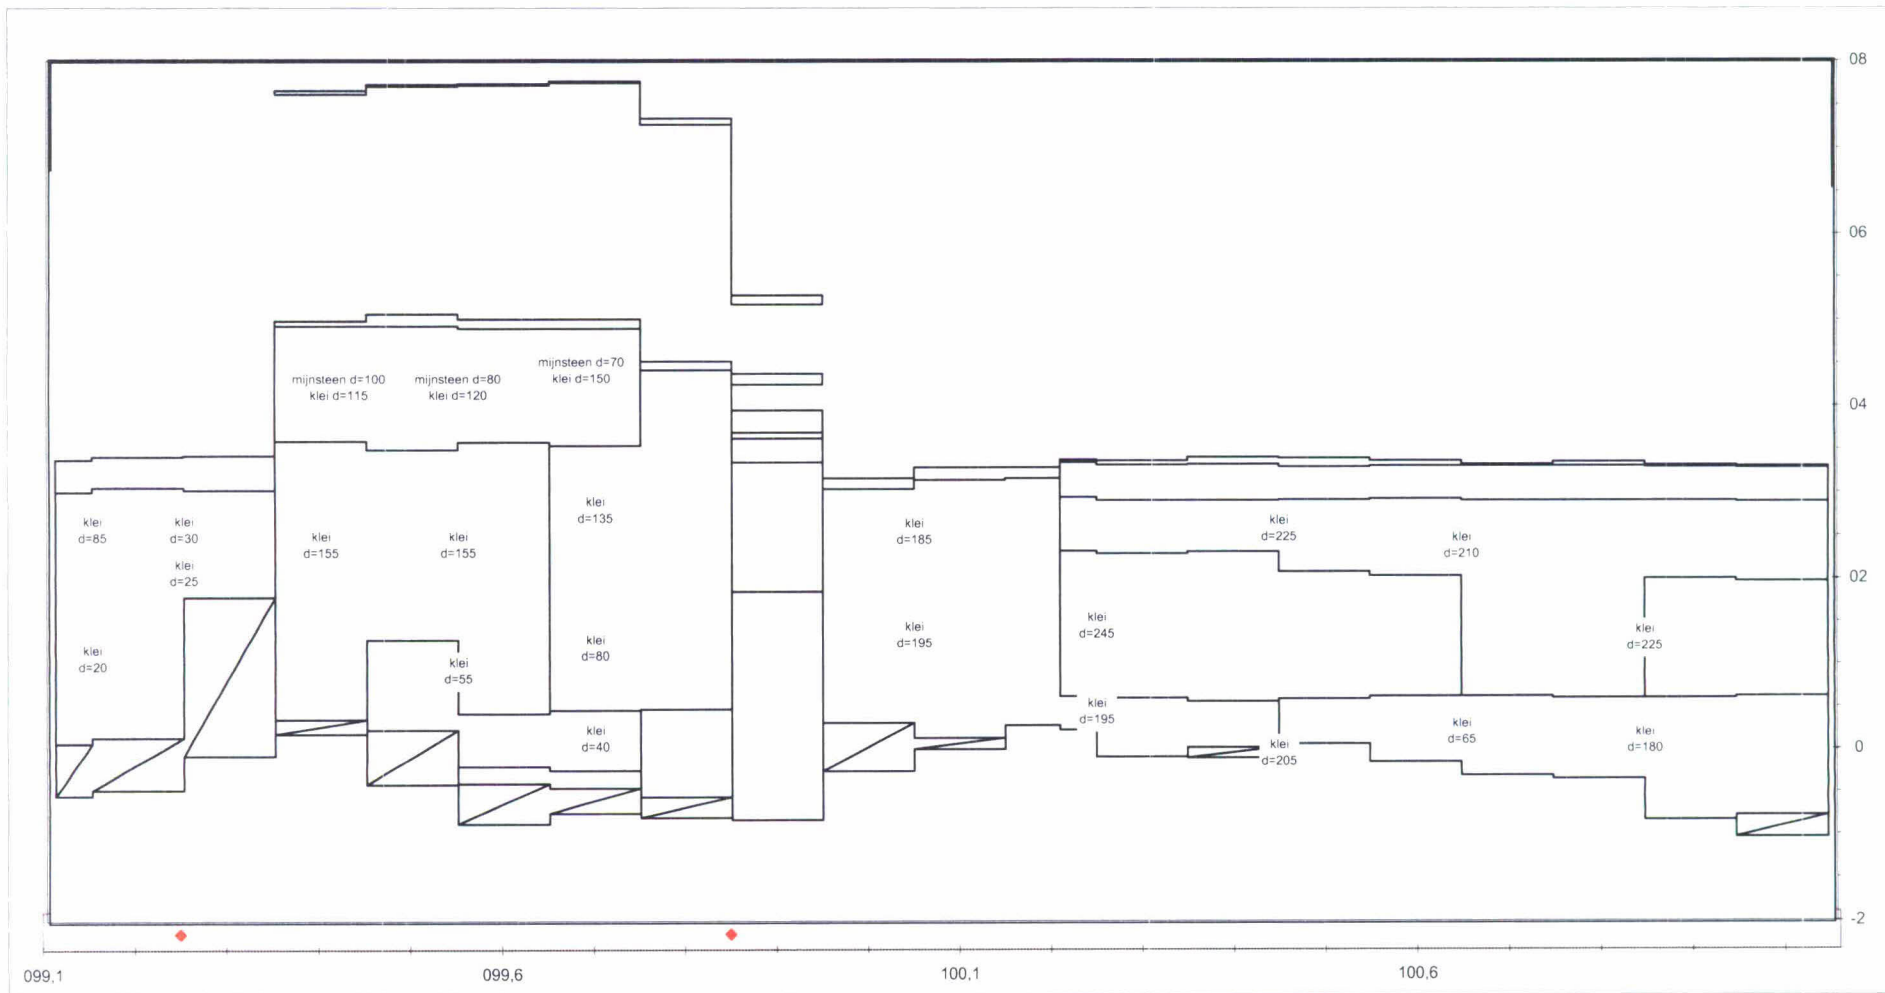 08
06
mijnsteen d=70
klei d=150
mijnsteen d=100
klei d=115
mijnsteen d=80
klei d=120
04
klei
d=135
klei
d=85
klei
d=30
klei
d=155
klei
d=155
klei
d=185
klei
d=225
klei
d=210
klei
d=25
02
klei
d=245
klei
d=195
klei
d=225
klei
d=20
klei
d=55
klei
d=80
klei
d=195
klei
d=65
klei
d=180
klei
d=40
klei
d=205
0
-2
099,1
099,6
100,1
100,6